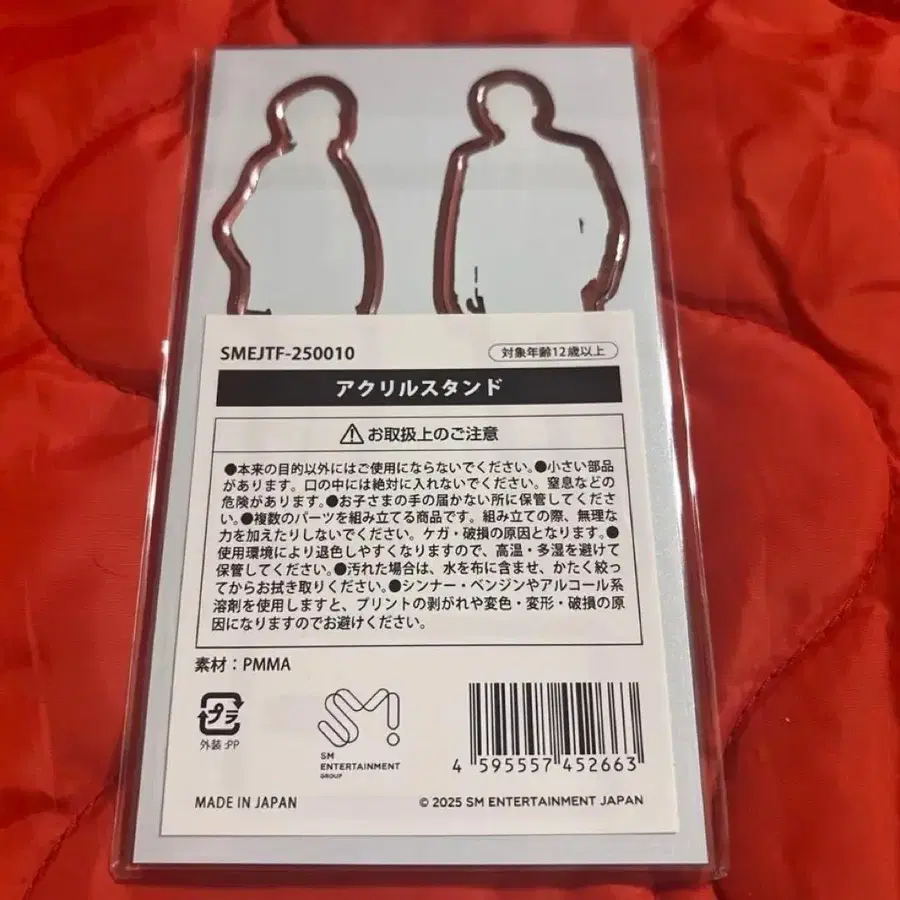 SMEJTF-250010
対象年齢12歳以上
アクリルスタンド
⚠お取扱上のご注意
●本来の目的以外にはご使用にならないでください。●小さい部品
があります。口の中には絶対に入れないでください。窒息などの
危険があります。●お子さまの手の届かない所に保管してくださ
い。●複数のパーツを組み立てる商品です。組み立ての際、無理な
力を加えたりしないでください。ケガ・破損の原因となります。●
使用環境により退色しやすくなりますので、高温・多湿を避けて
保管してください。●汚れた場合は、水を布に含ませ、かたく絞っ
てからお拭き取りください。●シンナー・ベンジンやアルコール系
溶剤を使用しますと、プリントの剥がれや変色・変形・破損の原
因になりますのでお避けください。
素材：PMMA
プラ
外装:PP
SM!
SM
ENTERTAINMENT
GROUP
4 595557 452663
MADE IN JAPAN
© 2025 SM ENTERTAINMENT JAPAN